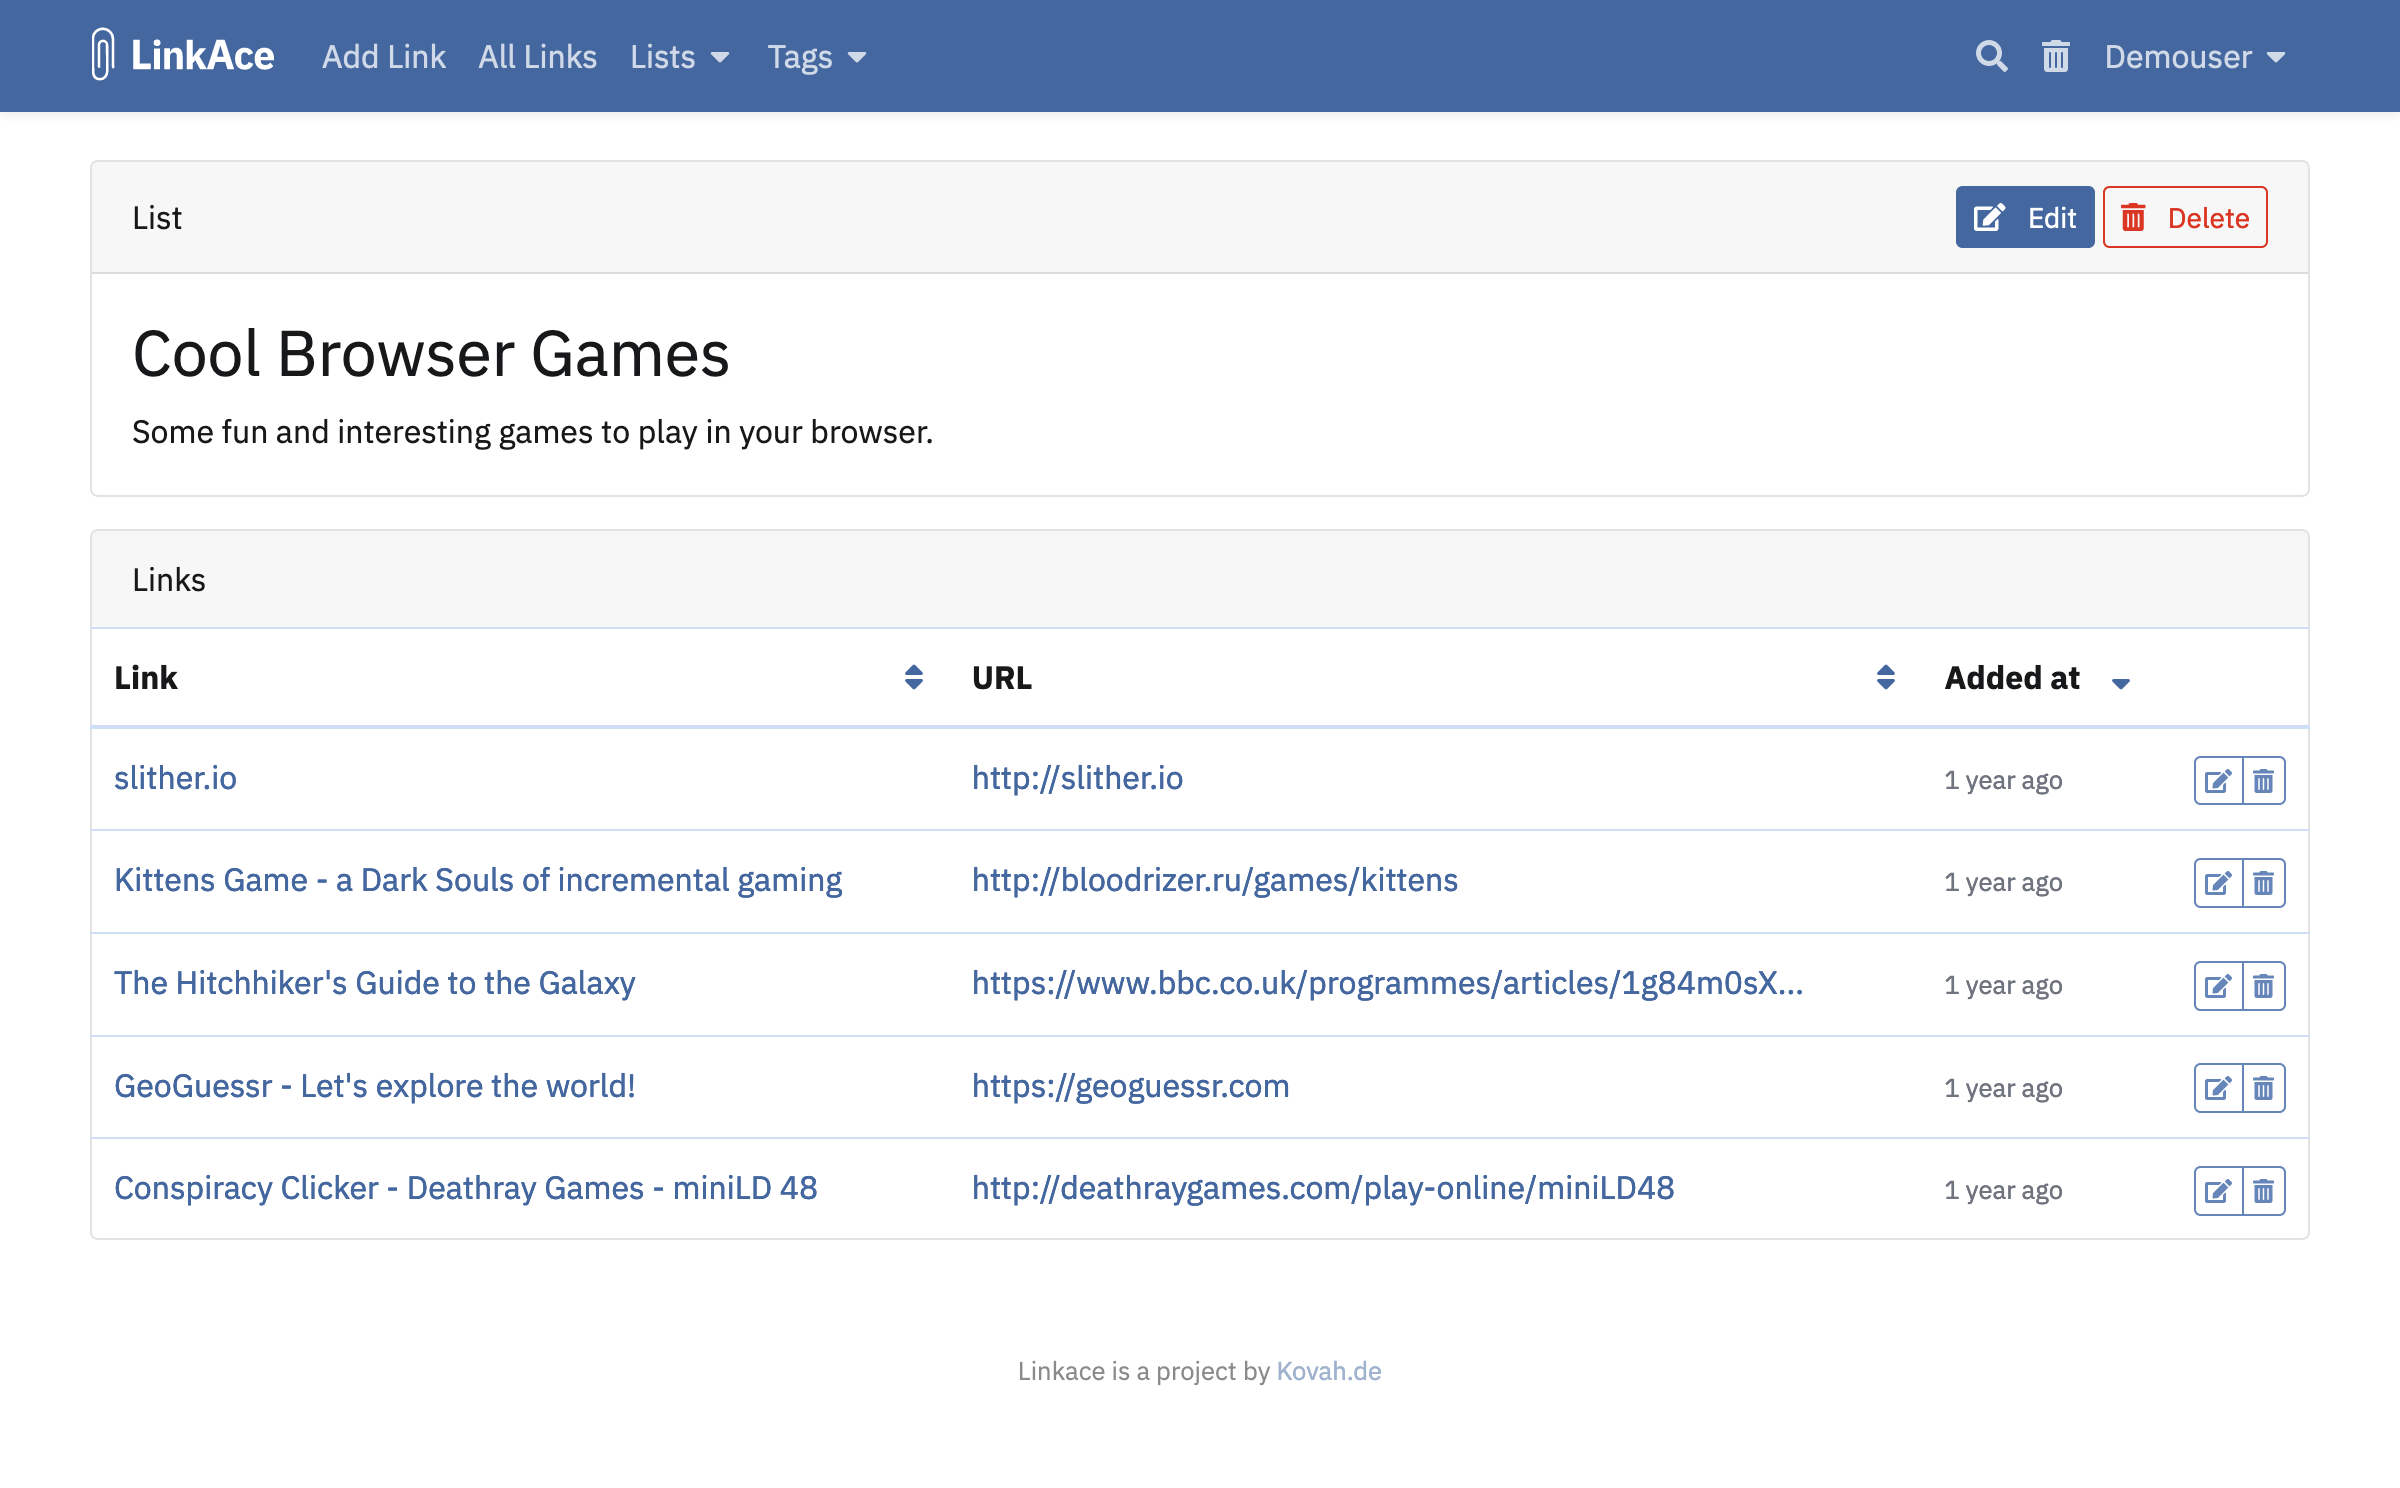 LinkAce Add Link All Links Lists Tags Demouser
List Edit Delete
Cool Browser Games
Some fun and interesting games to play in your browser.
Links
Link URL Added at
slither.io http://slither.io 1 year ago
Kittens Game - a Dark Souls of incremental gaming http://bloodrizer.ru/games/kittens 1 year ago
The Hitchhiker's Guide to the Galaxy https://www.bbc.co.uk/programmes/articles/1g84m0sX... 1 year ago
GeoGuessr - Let's explore the world! https://geoguessr.com 1 year ago
Conspiracy Clicker - Deathray Games - miniLD 48 http://deathraygames.com/play-online/miniLD48 1 year ago
Linkace is a project by Kovah.de